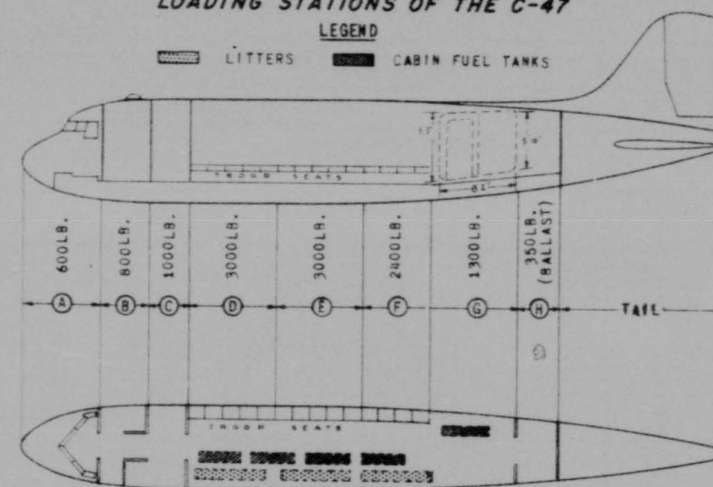 LOADING STATIONS OF THE C-47
LEGEND
LITTERS
CABIN FUEL TANKS
TROOP SEATS
600LB.
800LB.
1000LB.
3000LB.
3000LB.
2400LB.
1300LB.
350LB.
(BALLAST)
A
B
C
D
E
F
G
H
TAIL
TROOP SEATS